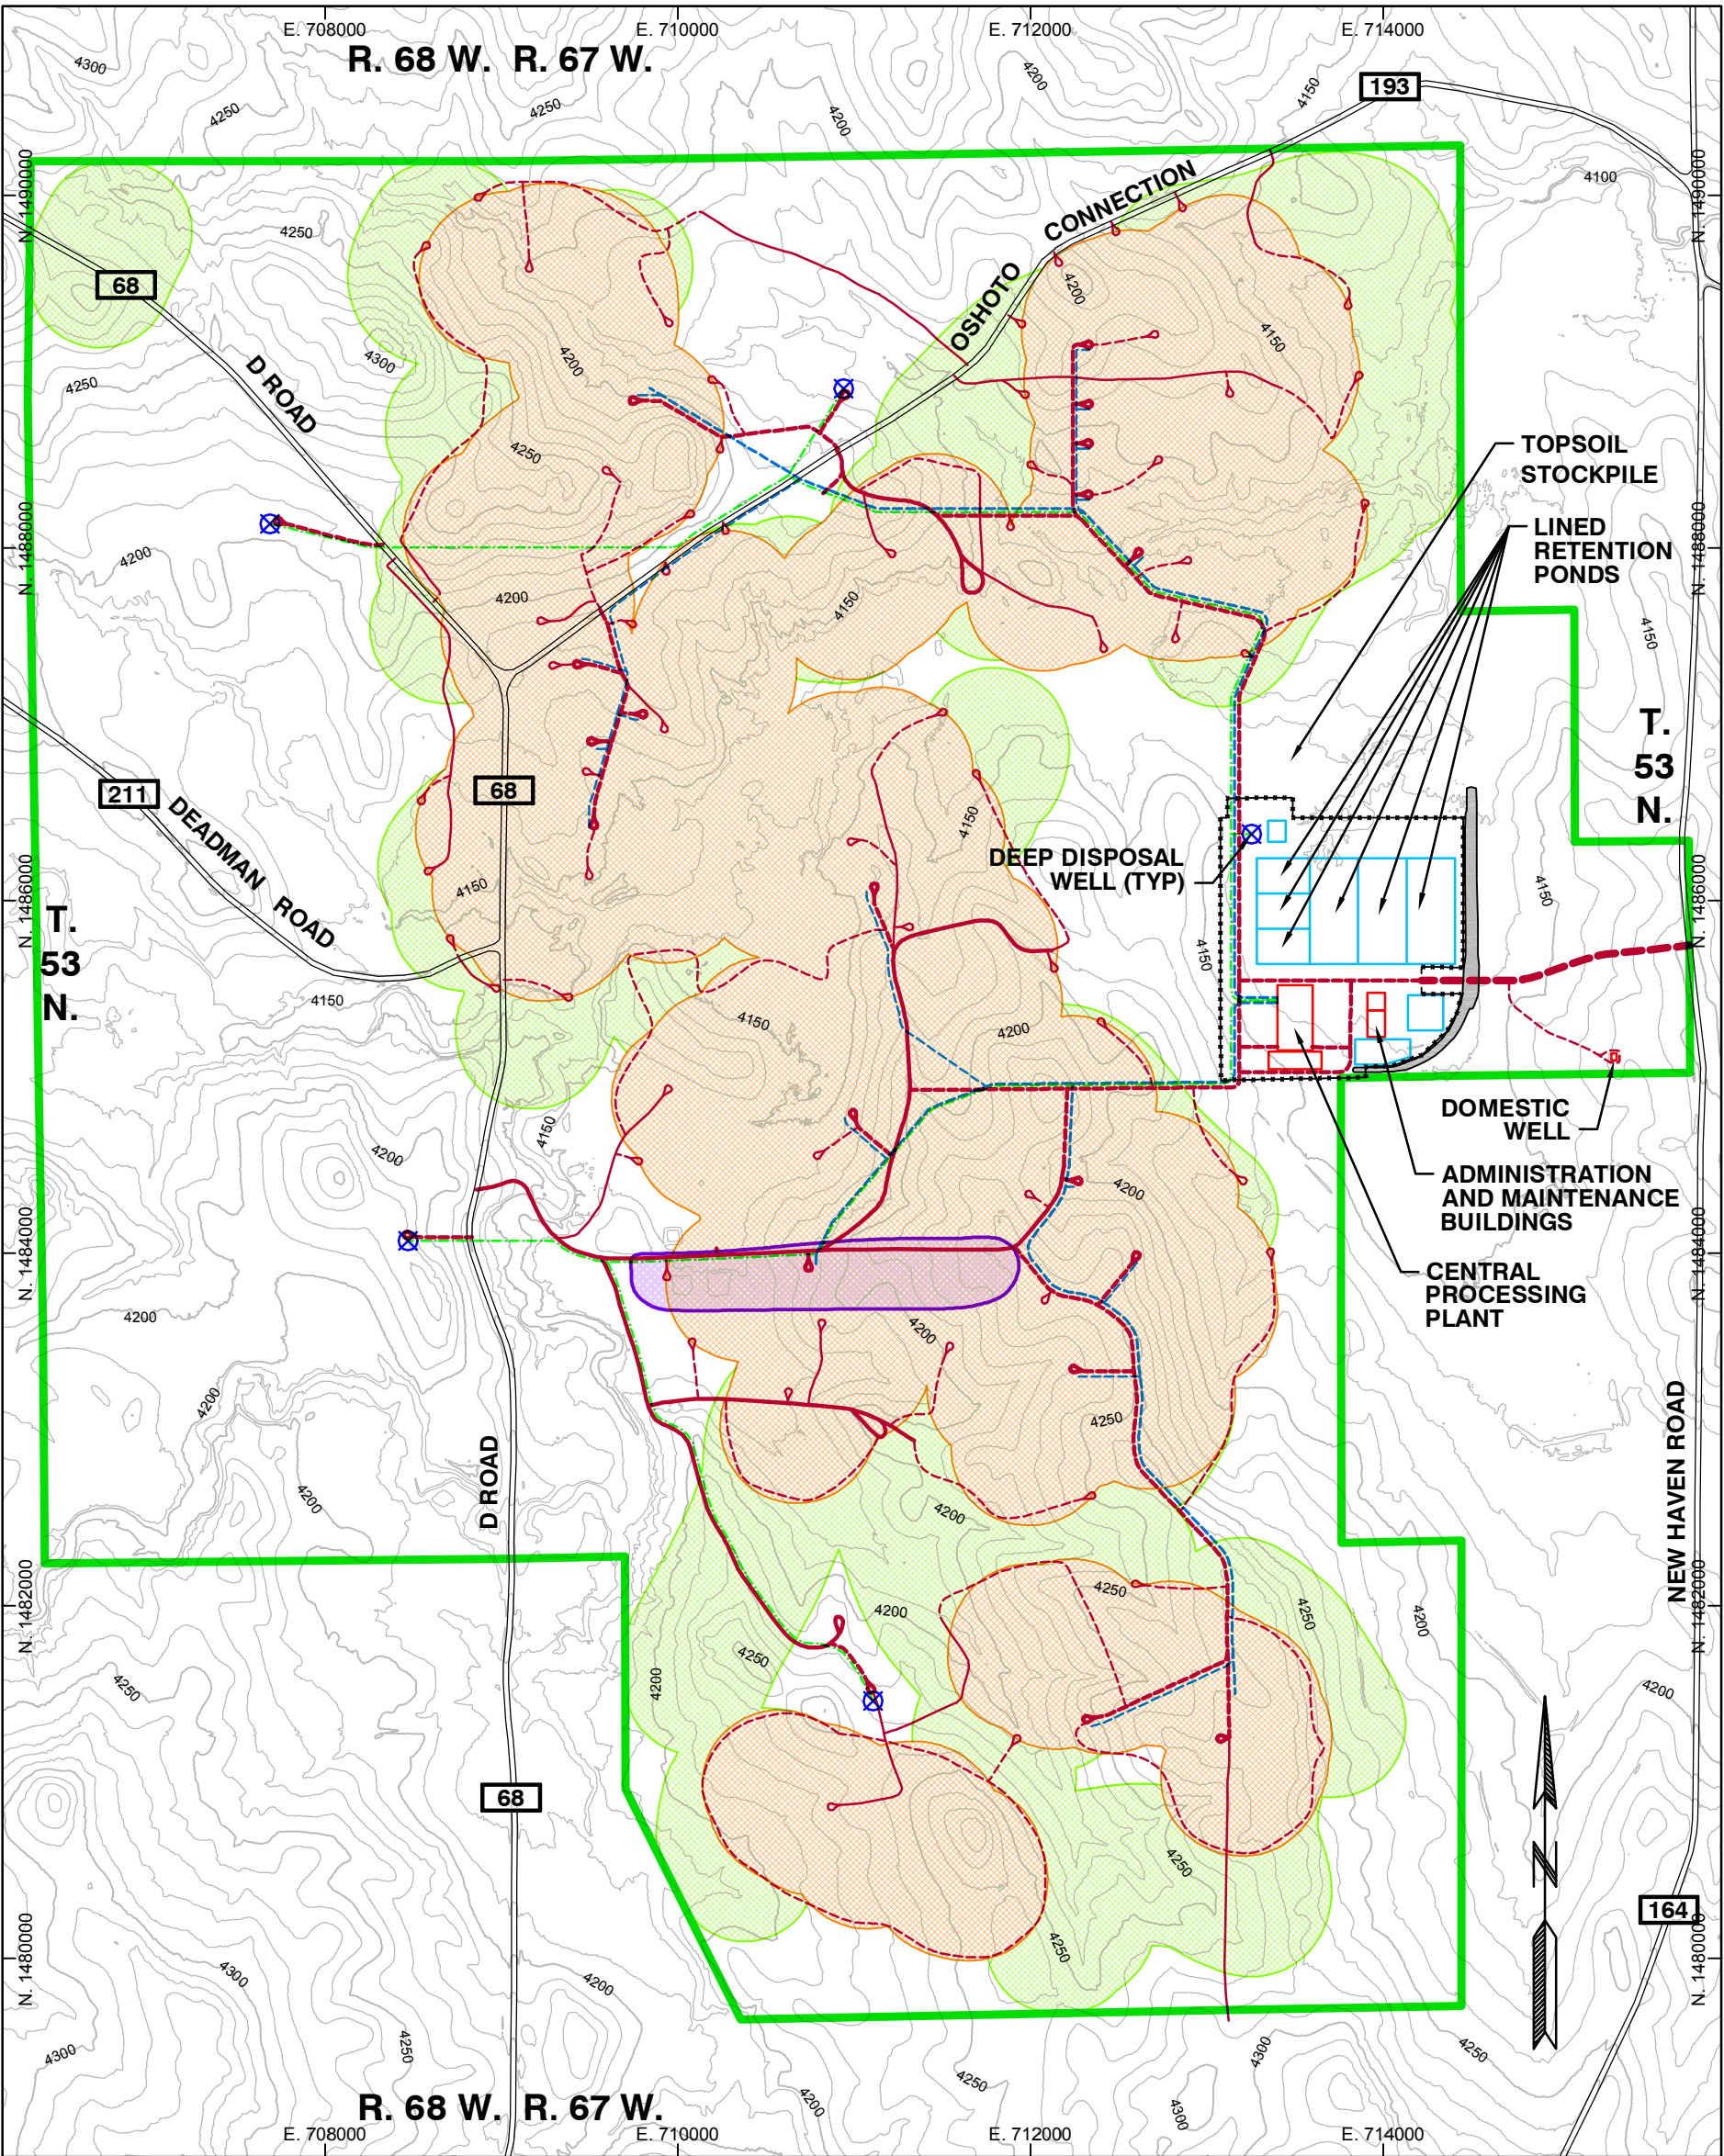 E. 708000
E. 710000
E. 712000
E. 714000
R. 68 W. R. 67 W.
4300
4250
4250
4200
4200
4150
193
4100
N. 1490000
N. 1490000
CONNECTION
OSHOTO
4250
68
4200
4150
D ROAD
4300
4200
4250
4250
TOPSOIL
STOCKPILE
LINED
RETENTION
PONDS
N. 1488000
N. 1488000
4200
4200
4150
4150
T.
53
N.
211
68
DEADMAN ROAD
4150
4150
DEEP DISPOSAL
WELL (TYP)
4150
4150
N. 1486000
N. 1486000
T.
53
N.
4150
4150
4200
4150
4200
4200
DOMESTIC
WELL
ADMINISTRATION
AND MAINTENANCE
BUILDINGS
CENTRAL
PROCESSING
PLANT
N. 1484000
N. 1484000
4200
4200
4200
4250
D ROAD
NEW HAVEN ROAD
4200
4200
N. 1482000
N. 1482000
4250
4200
4250
4200
4250
4200
4250
4200
68
4250
164
N
N. 1480000
N. 1480000
4250
4300
4200
4300
4250
4300
4250
4250
4200
4300
R. 68 W. R. 67 W.
E. 708000
E. 710000
E. 712000
E. 714000